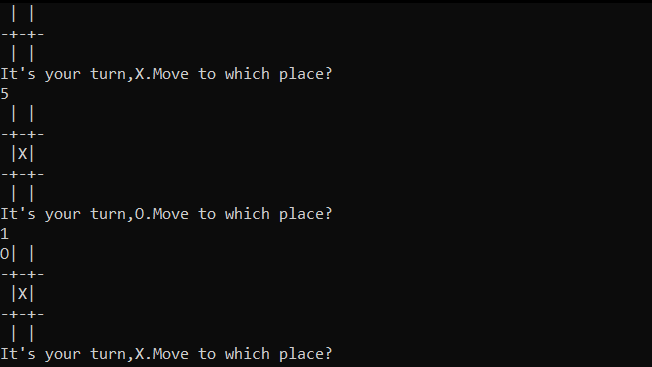 | |
-+-+-
 | |
It's your turn,X.Move to which place?
5
 | |
-+-+-
 |X|
-+-+-
 | |
It's your turn,O.Move to which place?
1
O| |
-+-+-
 |X|
-+-+-
 | |
It's your turn,X.Move to which place?